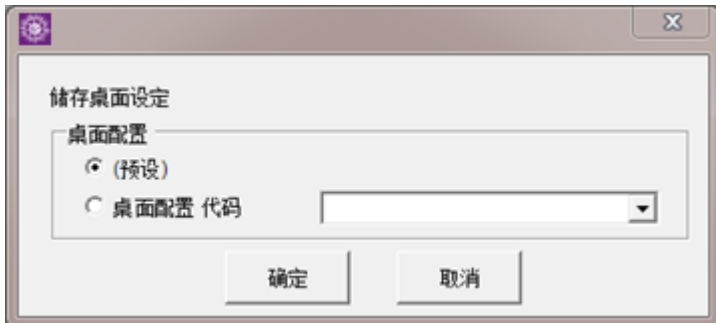 储存桌面设定
桌面配置
(预设)
桌面配置 代码
确定 取消